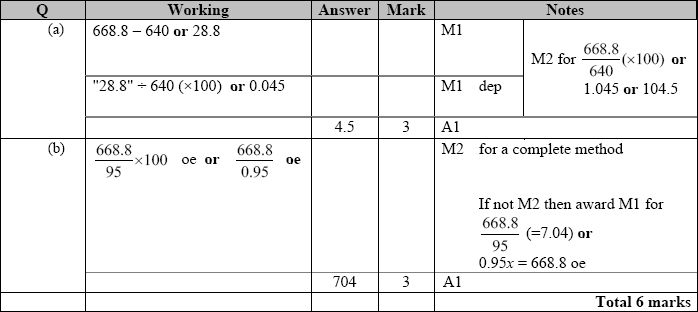 Q Working Answer Mark Notes
(a) 668.8 – 640 or 28.8 M1
M2 for 668.8/640 (×100) or
1.045 or 104.5
"28.8" ÷ 640 (×100) or 0.045 M1 dep
4.5 3 A1
(b) 668.8/95 ×100 oe or 668.8/0.95 oe M2 for a complete method
If not M2 then award M1 for
668.8/95 (=7.04) or
0.95x = 668.8 oe
704 3 A1
Total 6 marks